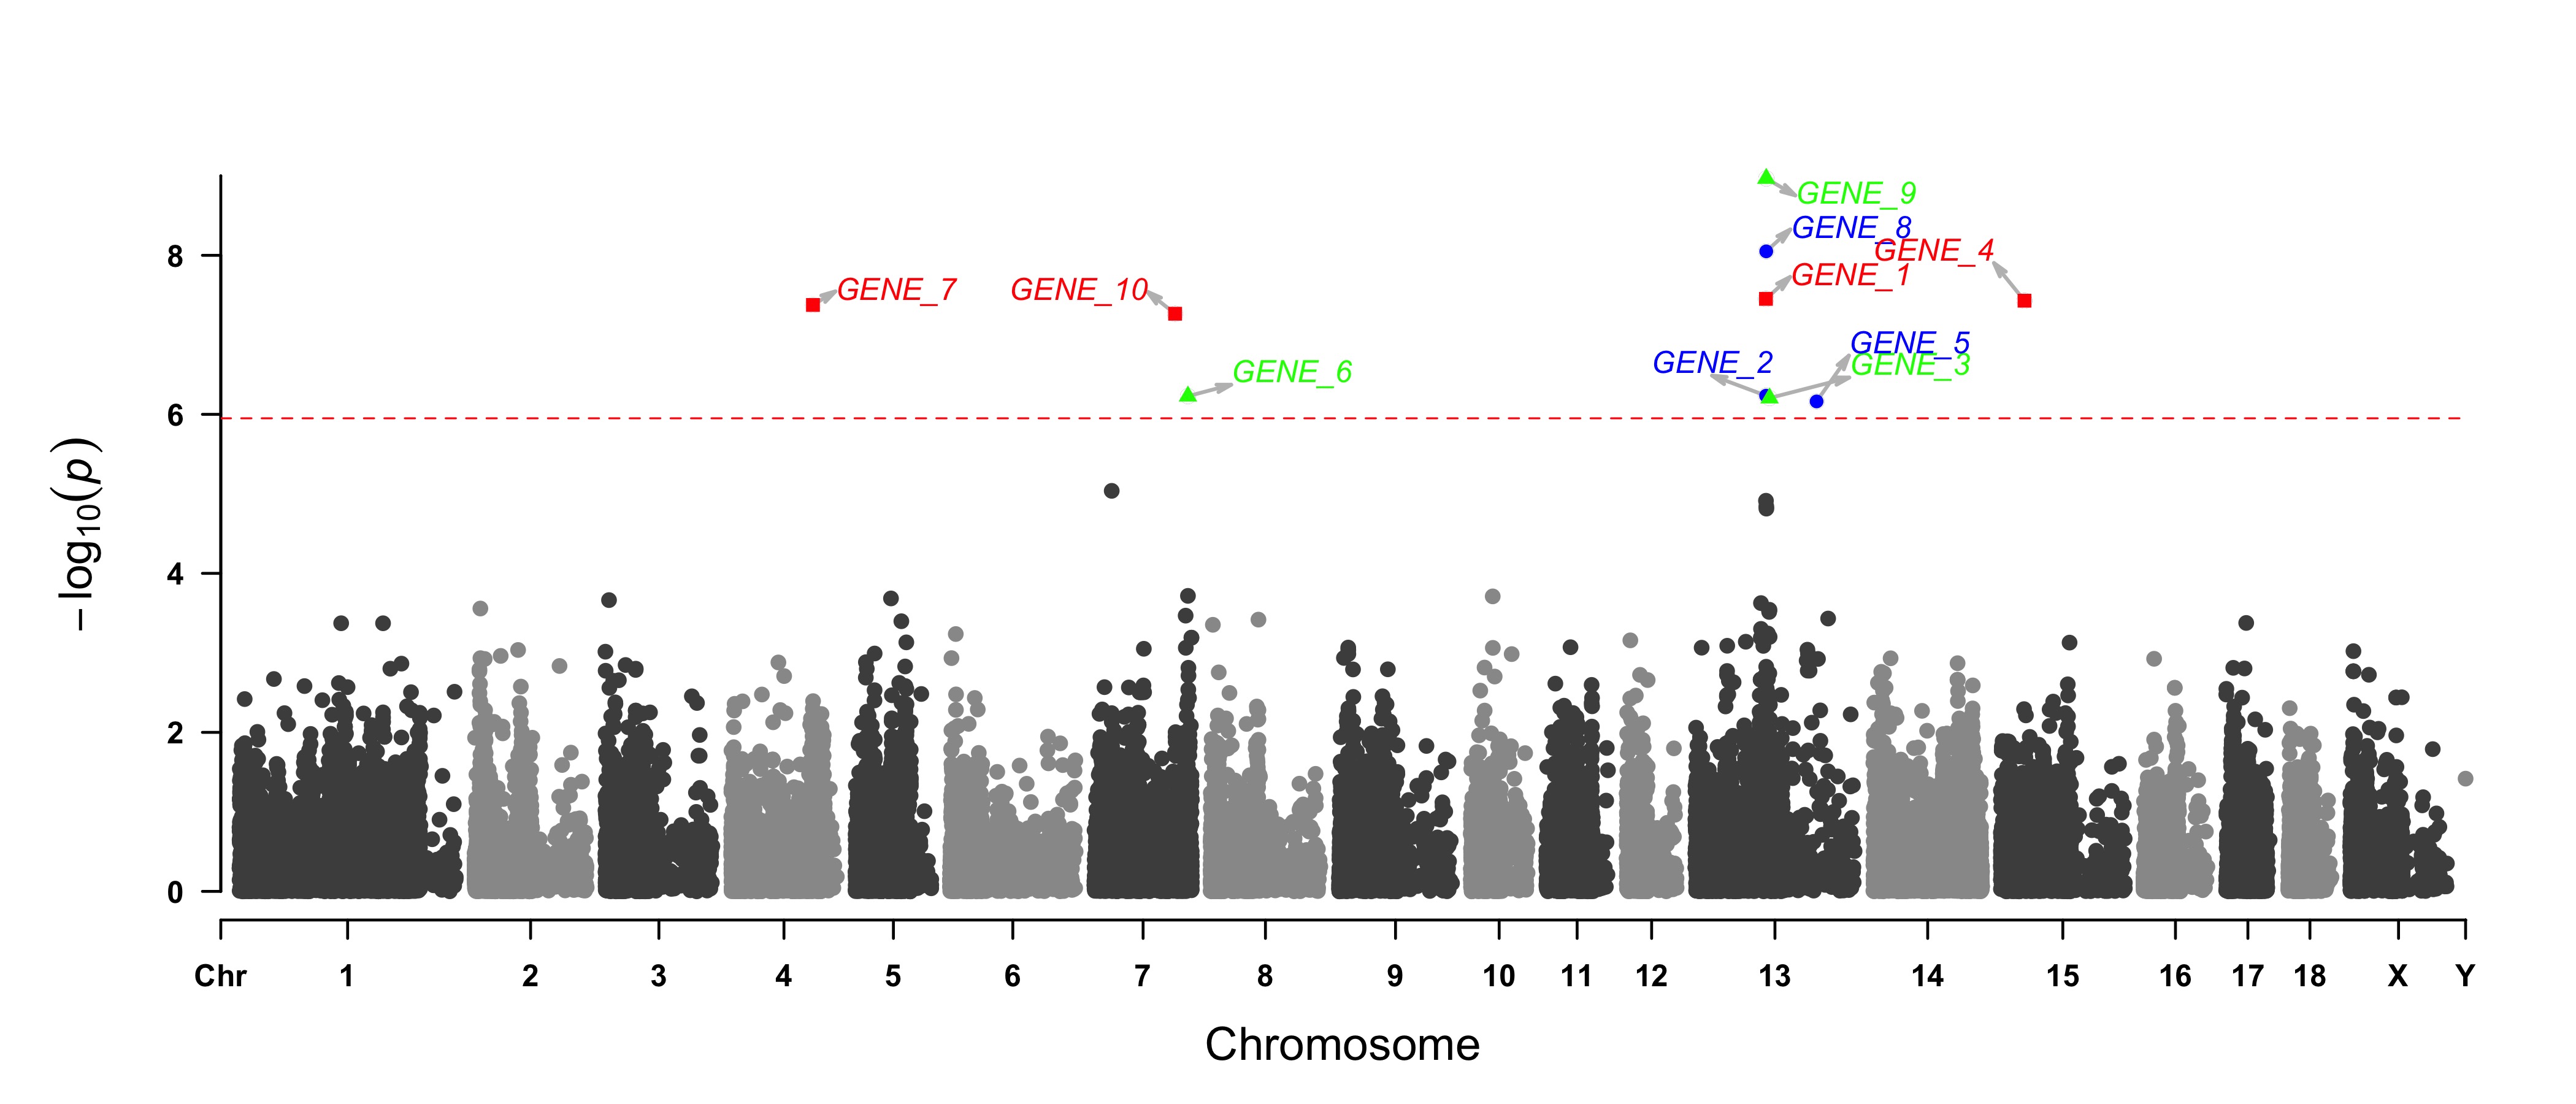 GENE_9
GENE_8
GENE_4
GENE_1
GENE_7
GENE_10
GENE_5
GENE_2
GENE_3
GENE_6
8
6
4
2
0
−log10(p)
Chr 1 2 3 4 5 6 7 8 9 10 11 12 13 14 15 16 17 18 X Y
Chromosome